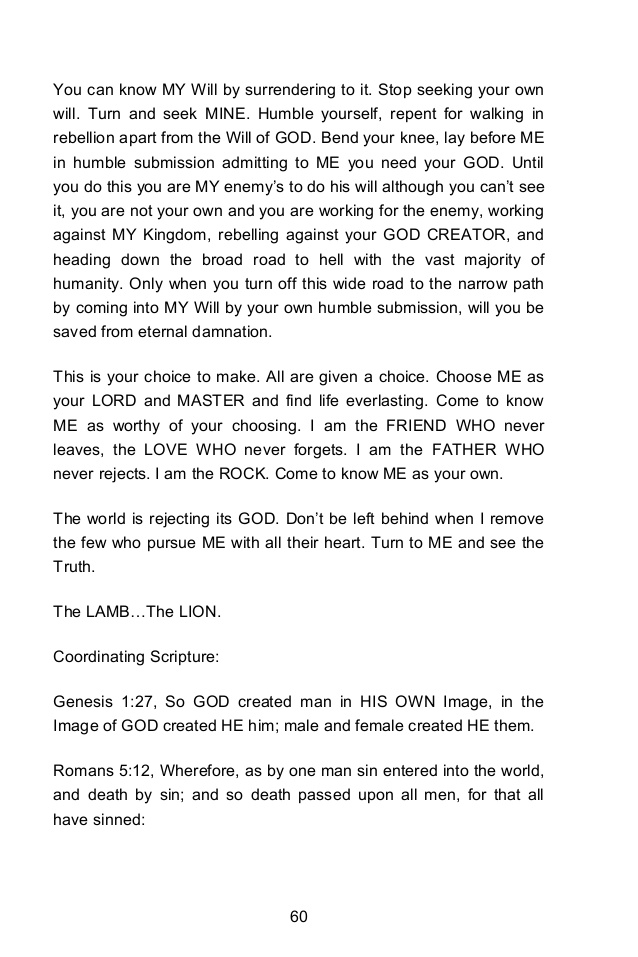 You can know MY Will by surrendering to it. Stop seeking your own
will. Turn and seek MINE. Humble yourself, repent for walking in
rebellion apart from the Will of GOD. Bend your knee, lay before ME
in humble submission admitting to ME you need your GOD. Until
you do this you are MY enemy’s to do his will although you can’t see
it, you are not your own and you are working for the enemy, working
against MY Kingdom, rebelling against your GOD CREATOR, and
heading down the broad road to hell with the vast majority of
humanity. Only when you turn off this wide road to the narrow path
by coming into MY Will by your own humble submission, will you be
saved from eternal damnation.
This is your choice to make. All are given a choice. Choose ME as
your LORD and MASTER and find life everlasting. Come to know
ME as worthy of your choosing. I am the FRIEND WHO never
leaves, the LOVE WHO never forgets. I am the FATHER WHO
never rejects. I am the ROCK. Come to know ME as your own.
The world is rejecting its GOD. Don’t be left behind when I remove
the few who pursue ME with all their heart. Turn to ME and see the
Truth.
The LAMB…The LION.
Coordinating Scripture:
Genesis 1:27, So GOD created man in HIS OWN Image, in the
Image of GOD created HE him; male and female created HE them.
Romans 5:12, Wherefore, as by one man sin entered into the world,
and death by sin; and so death passed upon all men, for that all
have sinned:
60